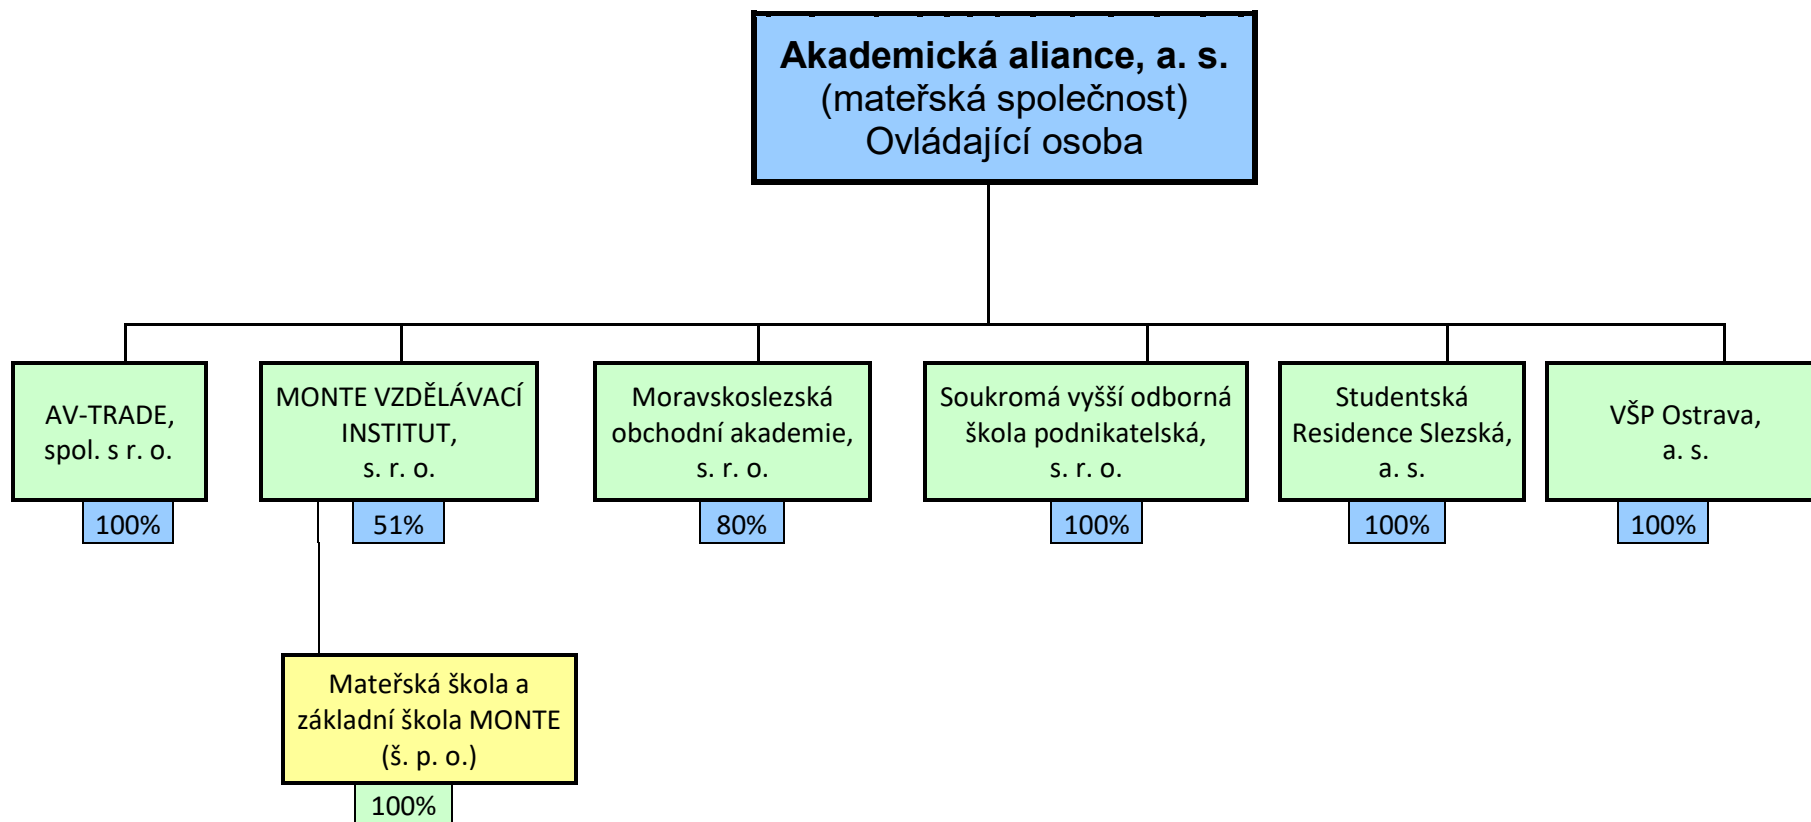 Akademická aliance, a. s.
(mateřská společnost)
Ovládající osoba
AV-TRADE,
spol. s r. o.
100%
MONTE VZDĚLÁVACÍ
INSTITUT,
s. r. o.
51%
Moravskoslezská
obchodní akademie,
s. r. o.
80%
Soukromá vyšší odborná
škola podnikatelská,
s. r. o.
100%
Studentská
Residence Slezská,
a. s.
100%
VŠP Ostrava,
a. s.
100%
Mateřská škola a
základní škola MONTE
(š. p. o.)
100%